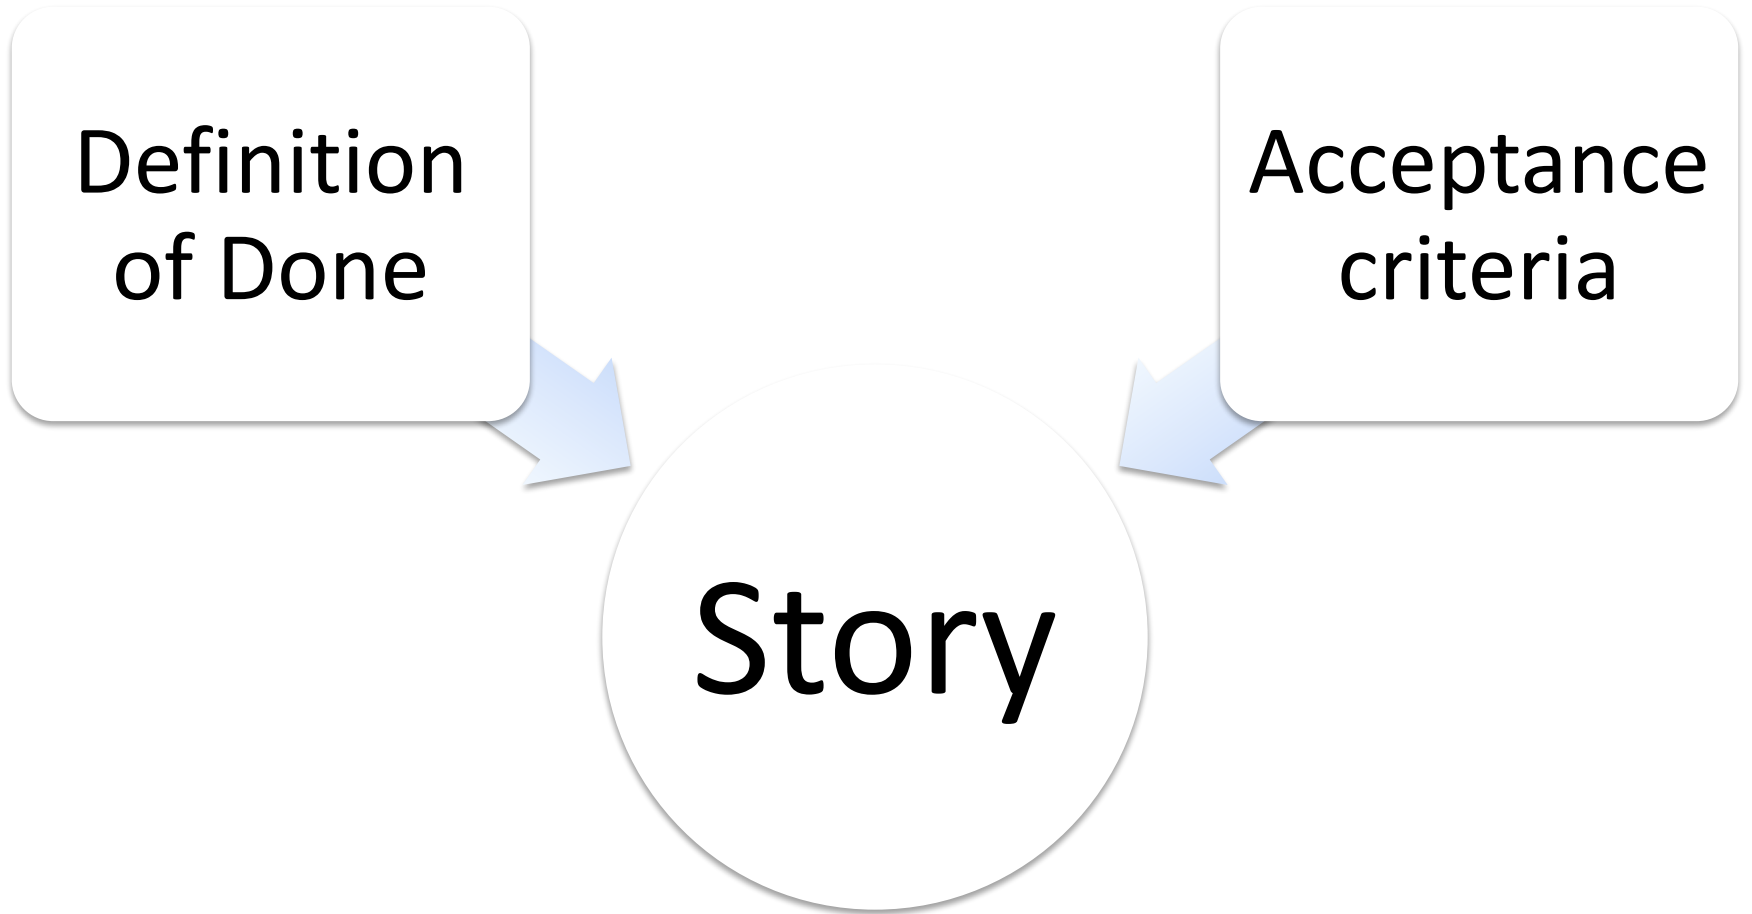 Definition
of Done
Acceptance
criteria
Story